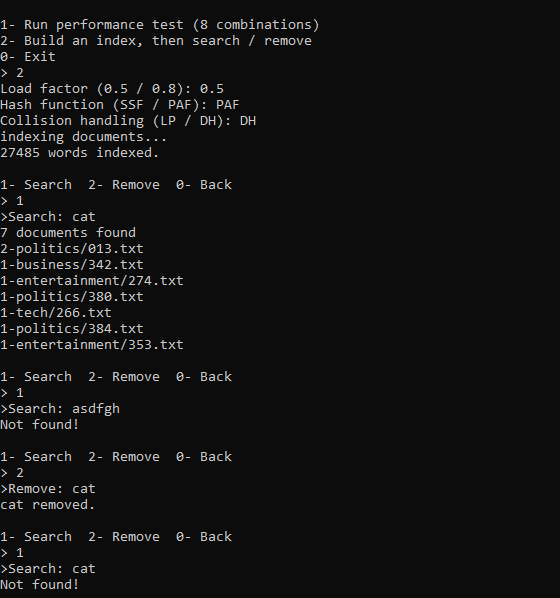 1- Run performance test (8 combinations)
2- Build an index, then search / remove
0- Exit
> 2
Load factor (0.5 / 0.8): 0.5
Hash function (SSF / PAF): PAF
Collision handling (LP / DH): DH
indexing documents...
27485 words indexed.
1- Search  2- Remove  0- Back
> 1
>Search: cat
7 documents found
2-politics/013.txt
1-business/342.txt
1-entertainment/274.txt
1-politics/380.txt
1-tech/266.txt
1-politics/384.txt
1-entertainment/353.txt
1- Search  2- Remove  0- Back
> 1
>Search: asdfgh
Not found!
1- Search  2- Remove  0- Back
> 2
>Remove: cat
cat removed.
1- Search  2- Remove  0- Back
> 1
>Search: cat
Not found!